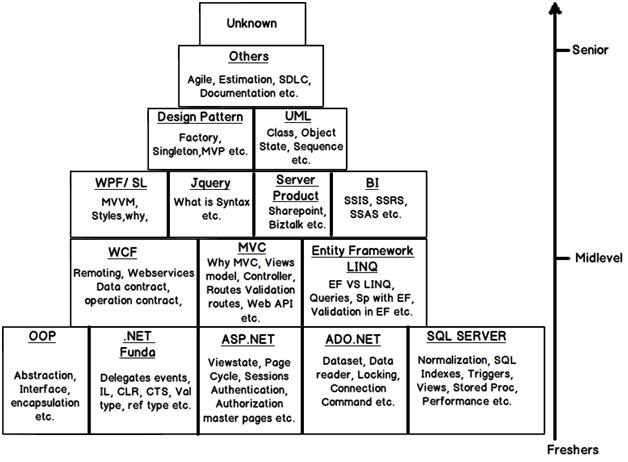 Unknown
Others
Agile, Estimation, SDLC,
Documentation etc.
Senior
Design Pattern
Factory,
Singleton,MVP etc.
UML
Class, Object
State, Sequence
etc.
WPF/ SL
MVVM,
Styles,why,
Jquery
What is Syntax
etc.
Server
Product
Sharepoint,
Biztalk etc.
BI
SSIS, SSRS,
SSAS etc.
WCF
Remoting, Webservices
Data contract,
operation contract,
MVC
Why MVC, Views
model, Controller,
Routes Validation
routes, Web API
etc.
Entity Framework
LINQ
EF VS LINQ,
Queries, Sp with EF,
Validation in EF etc.
Midlevel
OOP
Abstraction,
Interface,
encapsulation
etc.
.NET
Funda
Delegates events,
IL, CLR, CTS, Val
type, ref type etc.
ASP.NET
Viewstate, Page
Cycle, Sessions
Authentication,
Authorization
master pages etc.
ADO.NET
Dataset, Data
reader, Locking,
Connection
Command etc.
SQL SERVER
Normalization, SQL
Indexes, Triggers,
Views, Stored Proc,
Performance etc.
Freshers